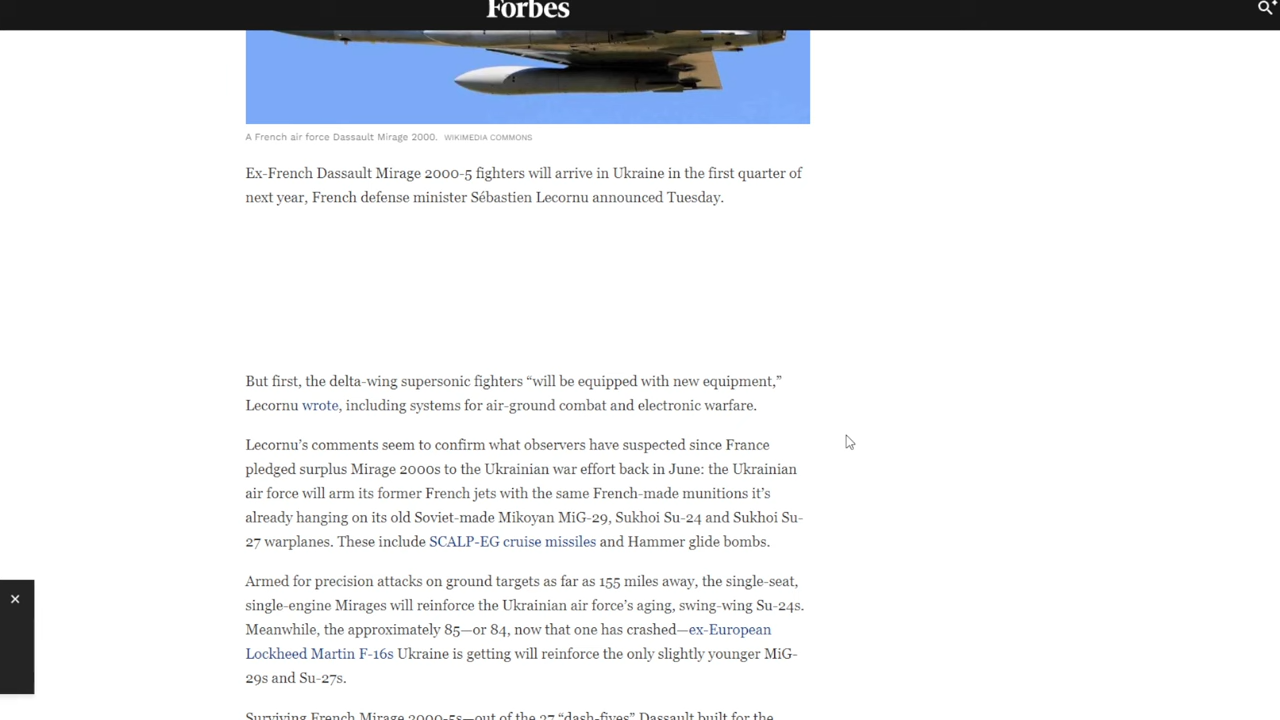 Forbes
A French air force Dassault Mirage 2000. WIKIMEDIA COMMONS
Ex-French Dassault Mirage 2000-5 fighters will arrive in Ukraine in the first quarter of
next year, French defense minister Sébastien Lecornu announced Tuesday.
But first, the delta-wing supersonic fighters “will be equipped with new equipment,”
Lecornu wrote, including systems for air-ground combat and electronic warfare.
Lecornu’s comments seem to confirm what observers have suspected since France
pledged surplus Mirage 2000s to the Ukrainian war effort back in June: the Ukrainian
air force will arm its former French jets with the same French-made munitions it’s
already hanging on its old Soviet-made Mikoyan MiG-29, Sukhoi Su-24 and Sukhoi Su-
27 warplanes. These include SCALP-EG cruise missiles and Hammer glide bombs.
Armed for precision attacks on ground targets as far as 155 miles away, the single-seat,
single-engine Mirages will reinforce the Ukrainian air force’s aging, swing-wing Su-24s.
Meanwhile, the approximately 85—or 84, now that one has crashed—ex-European
Lockheed Martin F-16s Ukraine is getting will reinforce the only slightly younger MiG-
29s and Su-27s.
Surviving French Mirage 2000-5s—out of the 37 “dash-fives” Dassault built for the